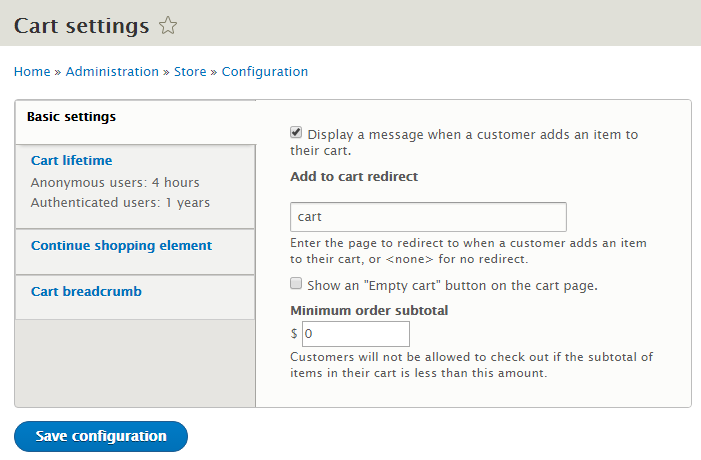 Cart settings
Home » Administration » Store » Configuration
Basic settings
Cart lifetime
Anonymous users: 4 hours
Authenticated users: 1 years
Continue shopping element
Cart breadcrumb
Display a message when a customer adds an item to
their cart.
Add to cart redirect
cart
Enter the page to redirect to when a customer adds an item
to their cart, or <none> for no redirect.
Show an "Empty cart" button on the cart page.
Minimum order subtotal
$ 0
Customers will not be allowed to check out if the subtotal of
items in their cart is less than this amount.
Save configuration